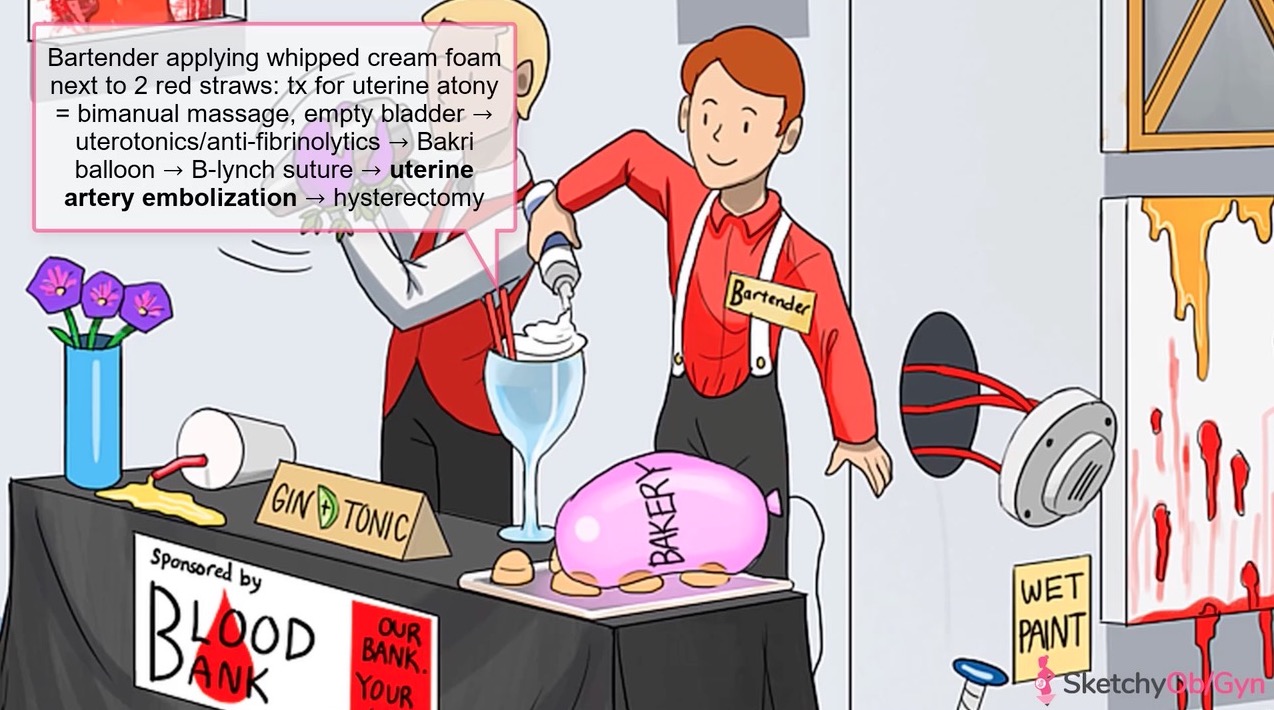 Bartender applying whipped cream foam
next to 2 red straws: tx for uterine atony
= bimanual massage, empty bladder →
uterotonics/anti-fibrinolytics → Bakri
balloon → B-lynch suture → uterine
artery embolization → hysterectomy
Bartender
GIN + TONIC
BAKERY
Sponsored by
BLOOD
BANK
OUR
BANK.
YOUR
WET
PAINT
SketchyOb/Gyn